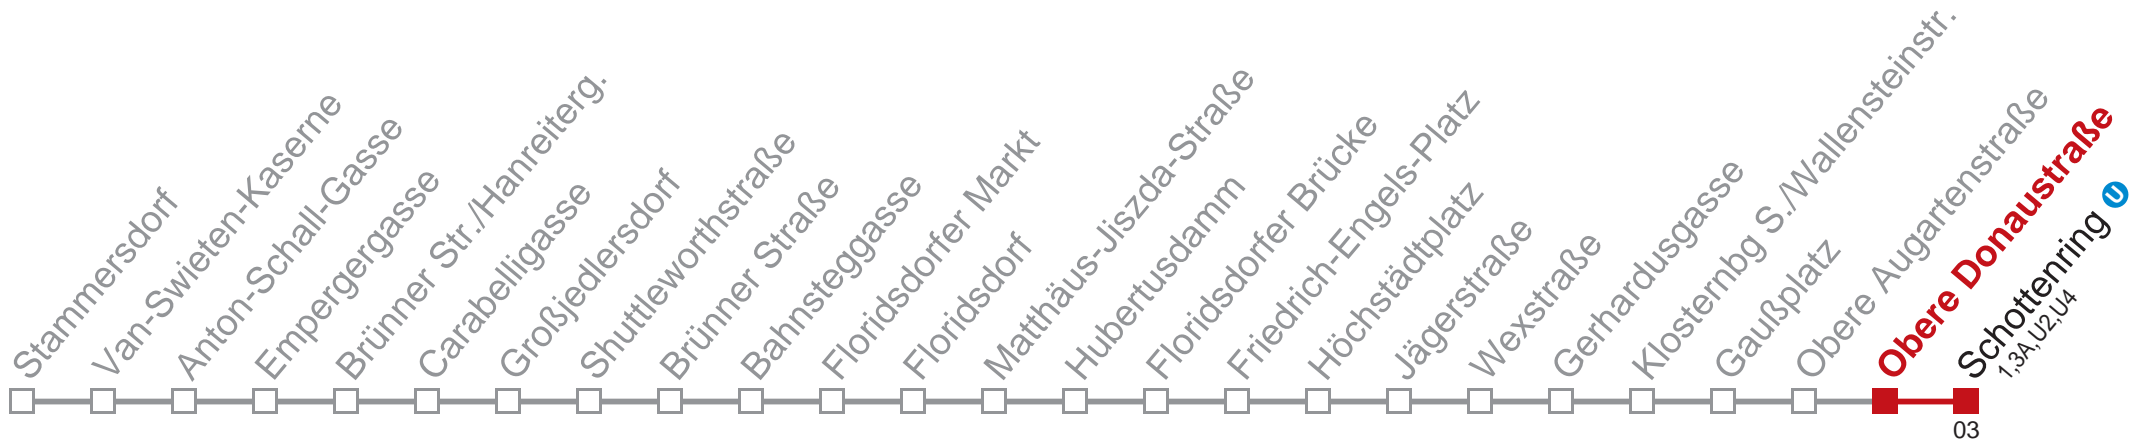 Stammersdorf
Van-Swieten-Kaserne
Anton-Schall-Gasse
Empergergasse
Brünner Str./Hanreiterg.
Carabelligasse
Großjedlersdorf
Shuttleworthstraße
Brünner Straße
Bahnsteggasse
Floridsdorfer Markt
Floridsdorf
Matthäus-Jiszda-Straße
Hubertusdamm
Floridsdorfer Brücke
Friedrich-Engels-Platz
Höchstädtplatz
Jägerstraße
Wexstraße
Gerhardusgasse
Klosternbg S./Wallensteinstr.
Gaußplatz
Obere Augartenstraße
Obere Donaustraße
Schottenring U
1,3A,U2,U4
03